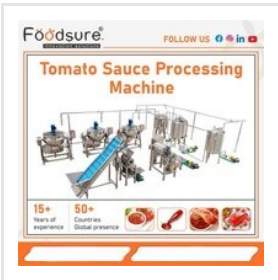 Foodsure®
FOLLOW US
Tomato Sauce Processing
Machine
15+
Years of
experience
50+
Countries
Global presence